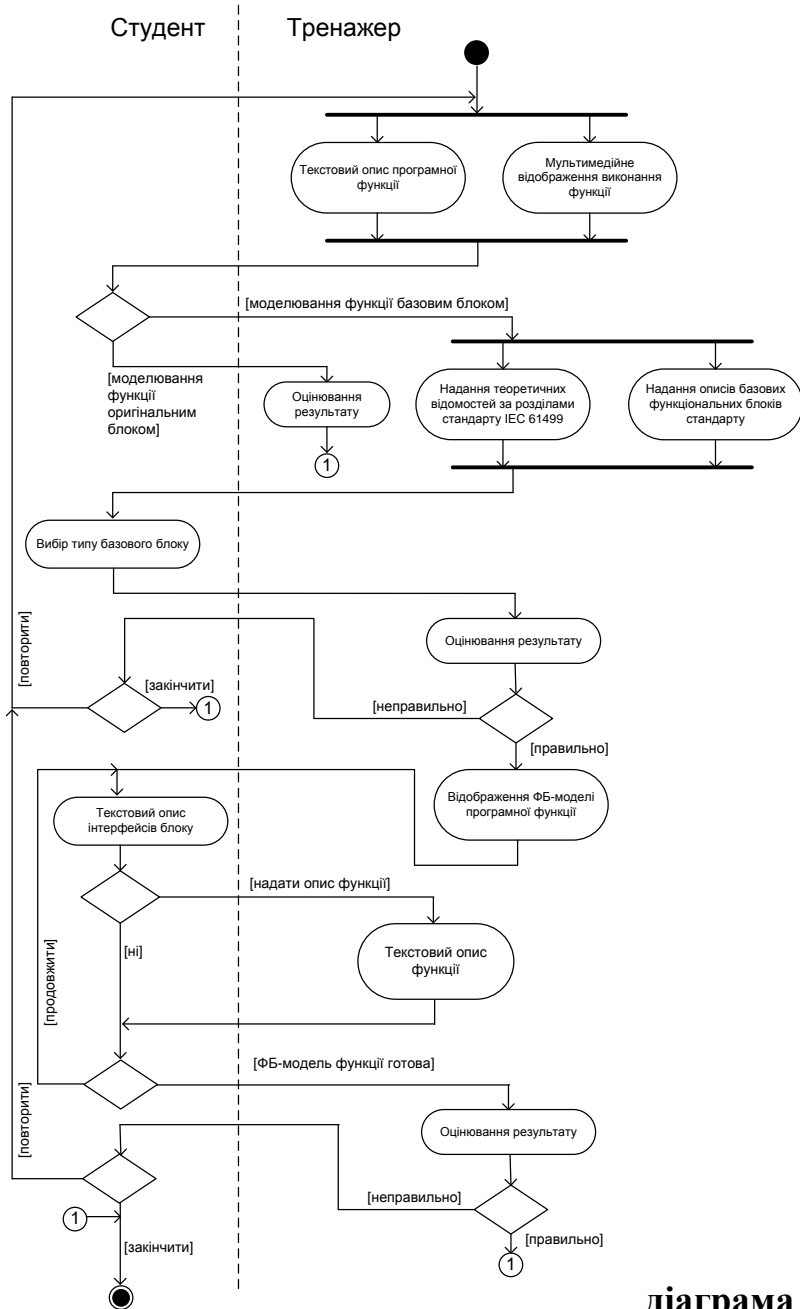 Студент
Тренажер
Текстовий опис програмної
функції
Мультимедійне
відображення виконання
функції
[моделювання функції базовим блоком]
[моделювання
функції
оригінальним
блоком]
Оцінювання
результату
1
Надання теоретичних
відомостей за розділами
стандарту IEC 61499
Надання описів базових
функціональних блоків
стандарту
Вибір типу базового блоку
Оцінювання результату
[повторити]
[закінчити]
1
[неправильно]
[правильно]
Текстовий опис
інтерфейсів блоку
Відображення ФБ-моделі
програмної функції
[надати опис функції]
[ні]
[продовжити]
Текстовий опис
функції
[ФБ-модель функції готова]
[повторити]
Оцінювання результату
[неправильно]
1
[закінчити]
[правильно]
1
діаграма